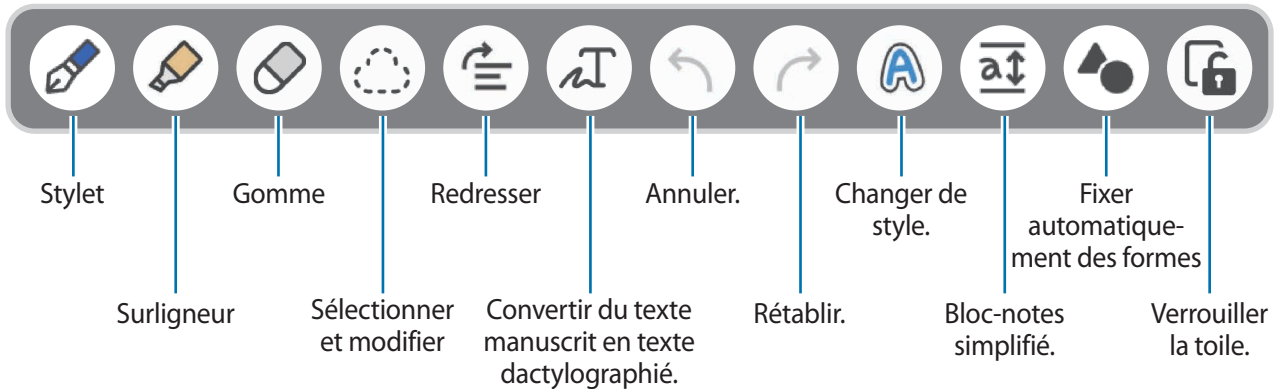 Stylet
Gomme
Redresser
Annuler.
Changer de
style.
Fixer
automatique-
ment des formes
Surligneur
Sélectionner
et modifier
Convertir du texte
manuscrit en texte
dactylographié.
Rétablir.
Bloc-notes
simplifié.
Verrouiller
la toile.